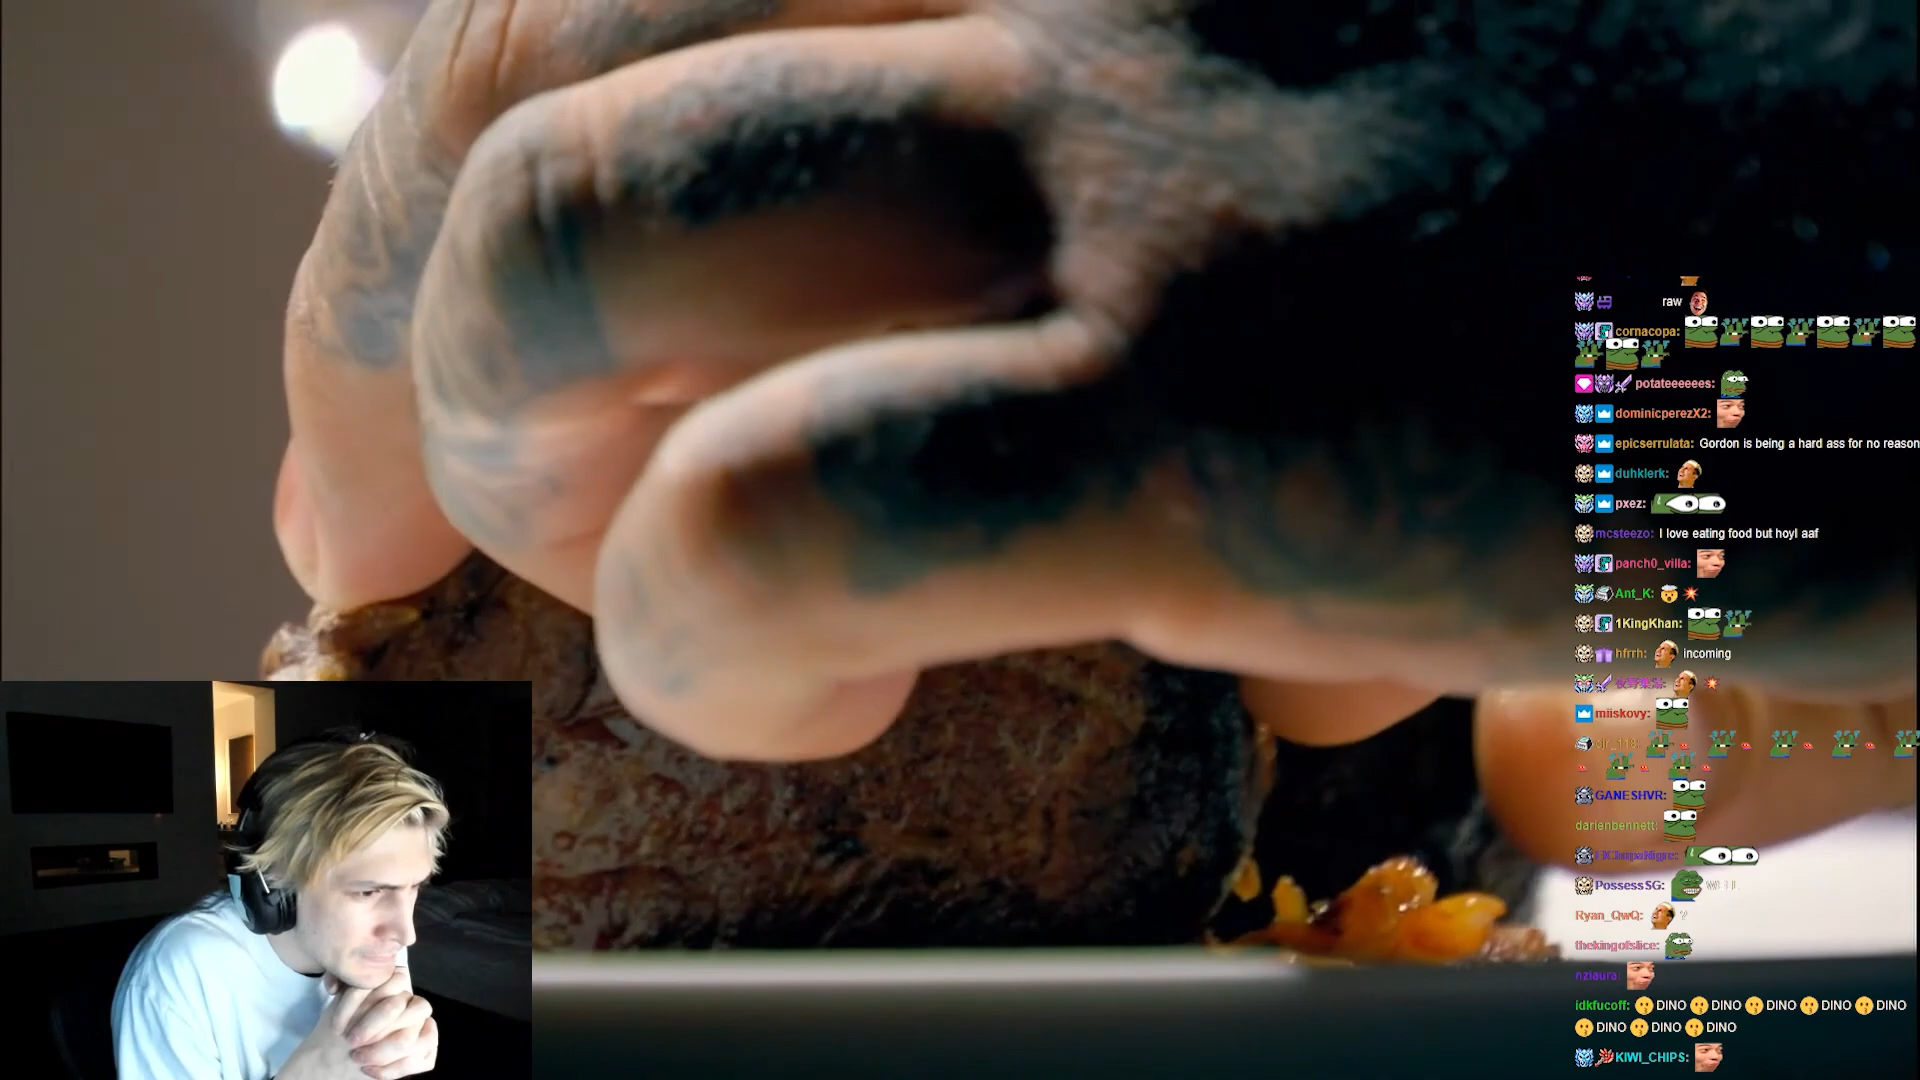 raw
cornacopa:
potateeeeees:
dominicperezX2:
epicserrulata: Gordon is being a hard ass for no reason
duhklerk:
pxez:
mcsteezo: I love eating food but hoyl aaf
panch0_villa:
Ant_K:
1KingKhan:
hfrrh: incoming
miiskovy:
GANESHVR:
darienbennett:
PossessSG:
Ryan_QwQ: ?
thekingofslice:
nziaura:
idkfucoff: DINO DINO DINO DINO DINO
DINO DINO DINO
KIWI_CHIPS: